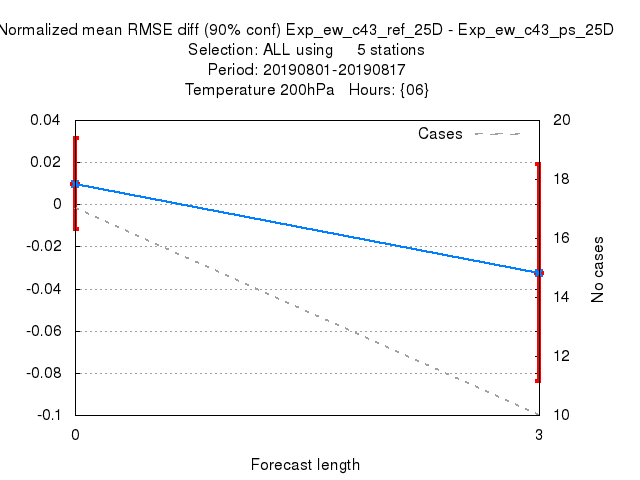 Normalized mean RMSE diff (90% conf) Exp_ew_c43_ref_25D - Exp_ew_c43_ps_25D
Selection: ALL using 5 stations
Period: 20190801-20190817
Temperature 200hPa Hours: {06}
Cases
0.04
0.02
0
-0.02
-0.04
-0.06
-0.08
-0.1
20
18
16
14
12
10
No cases
0
3
Forecast length